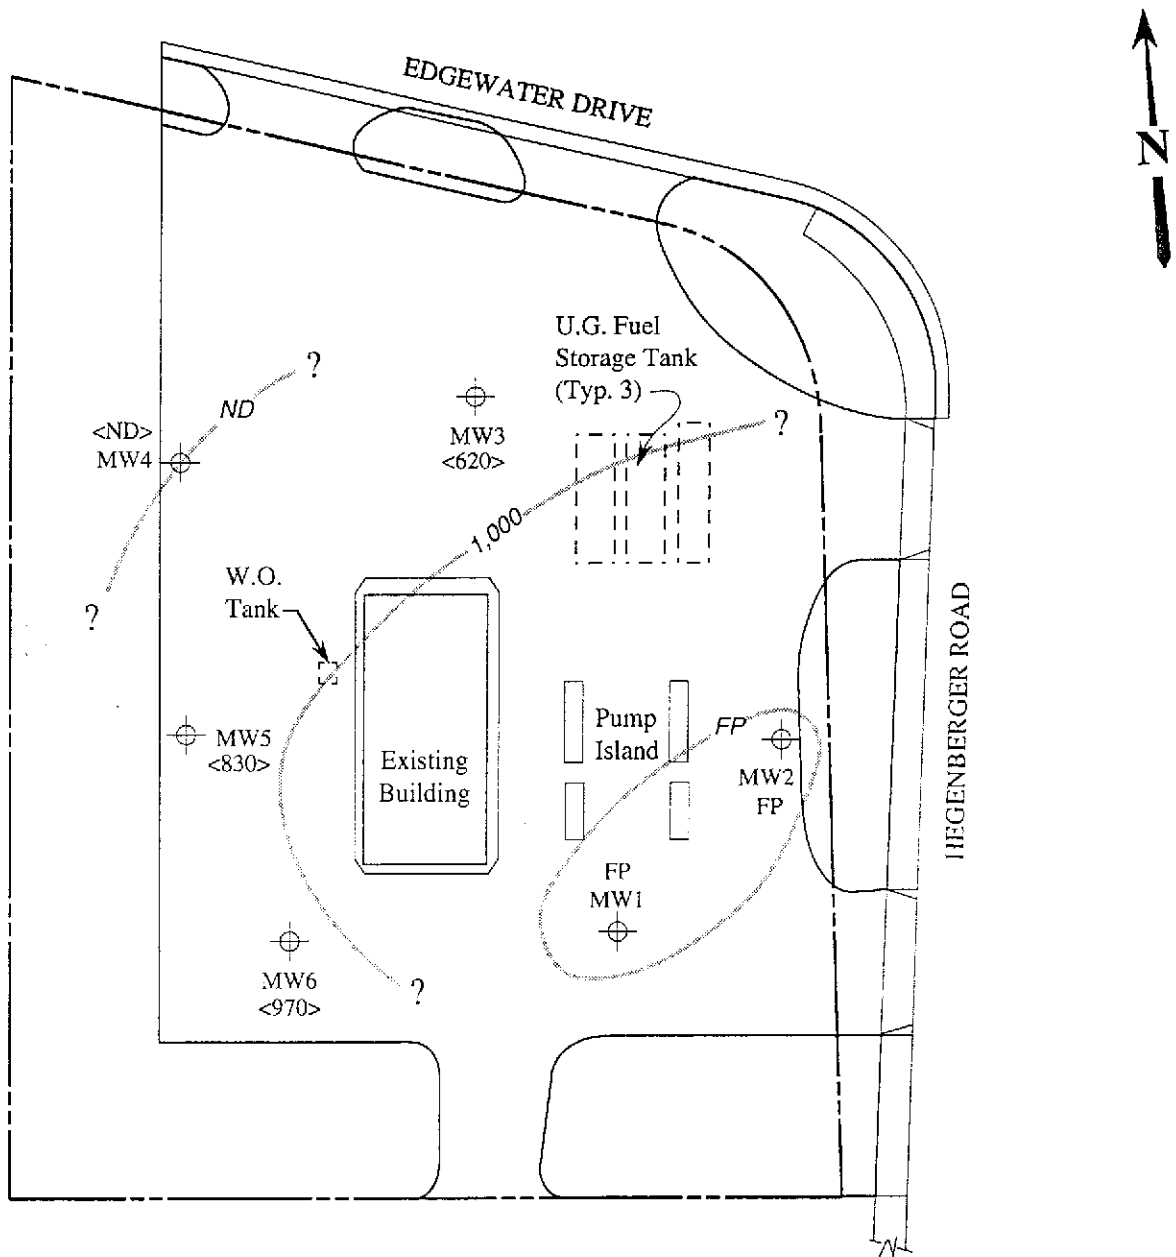 EDGEWATER DRIVE
N
U.G. Fuel
Storage Tank
(Typ. 3)
?
ND
<ND>
MW4
MW3
<620>
?
1,000
W.O.
Tank
?
HEGENBERGER ROAD
MW5
<830>
Existing
Building
Pump
Island
FP
MW2
FP
FP
MW1
MW6
<970>
?
N